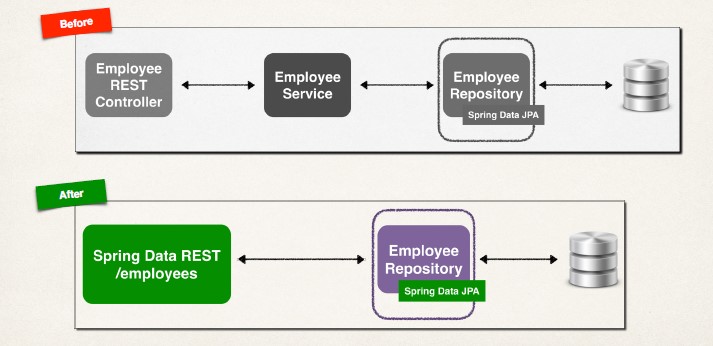 Before
Employee
REST
Controller
Employee
Service
Employee
Repository
Spring Data JPA
After
Spring Data REST
/employees
Employee
Repository
Spring Data JPA